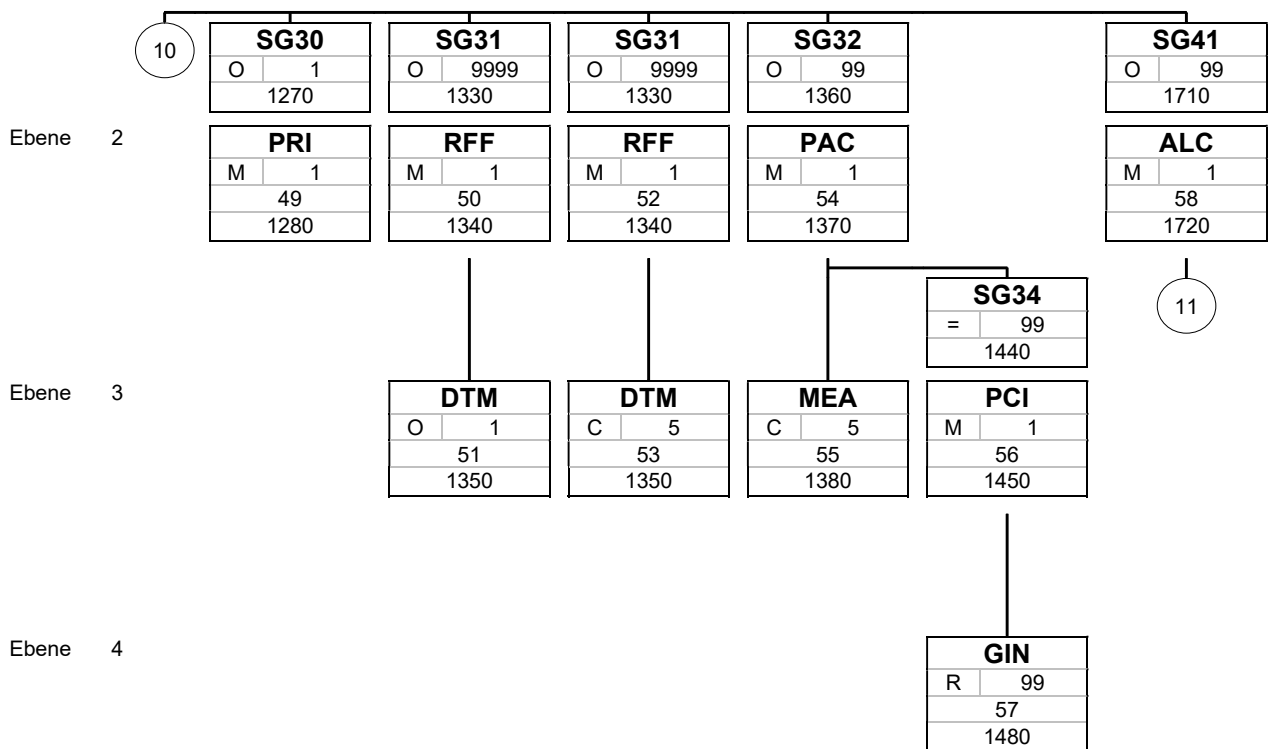 10
SG30 SG31 SG31 SG32 SG41
O 1 O 9999 O 9999 O 99 O 99
1270 1330 1330 1360 1710
Ebene 2 PRI RFF RFF PAC ALC
M 1 M 1 M 1 M 1 M 1
49 50 52 54 58
1280 1340 1340 1370 1720
SG34
= 99
1440
11
Ebene 3 DTM DTM MEA PCI
O 1 C 5 C 5 M 1
51 53 55 56
1350 1350 1380 1450
Ebene 4 GIN
R 99
57
1480